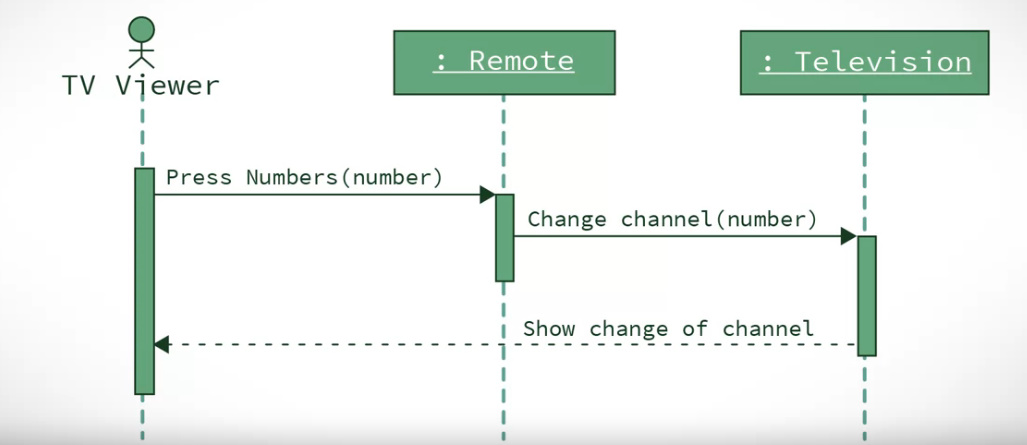 TV Viewer
: Remote
: Television
Press Numbers(number)
Change channel(number)
Show change of channel